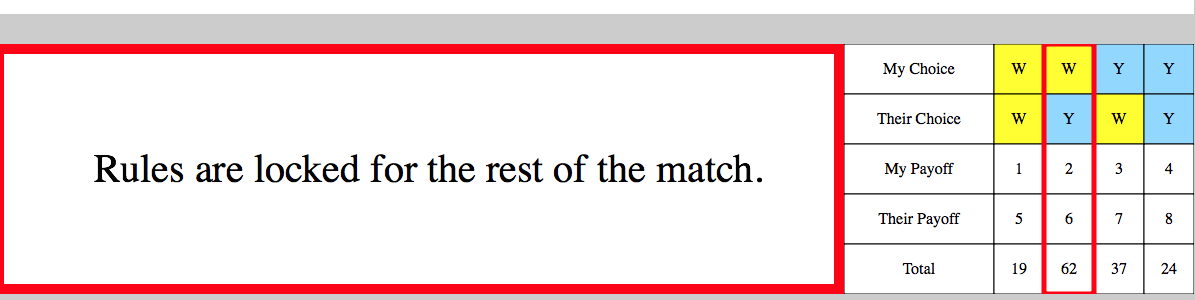 Rules are locked for the rest of the match.
My Choice W W Y Y
Their Choice W Y W Y
My Payoff 1 2 3 4
Their Payoff 5 6 7 8
Total 19 62 37 24